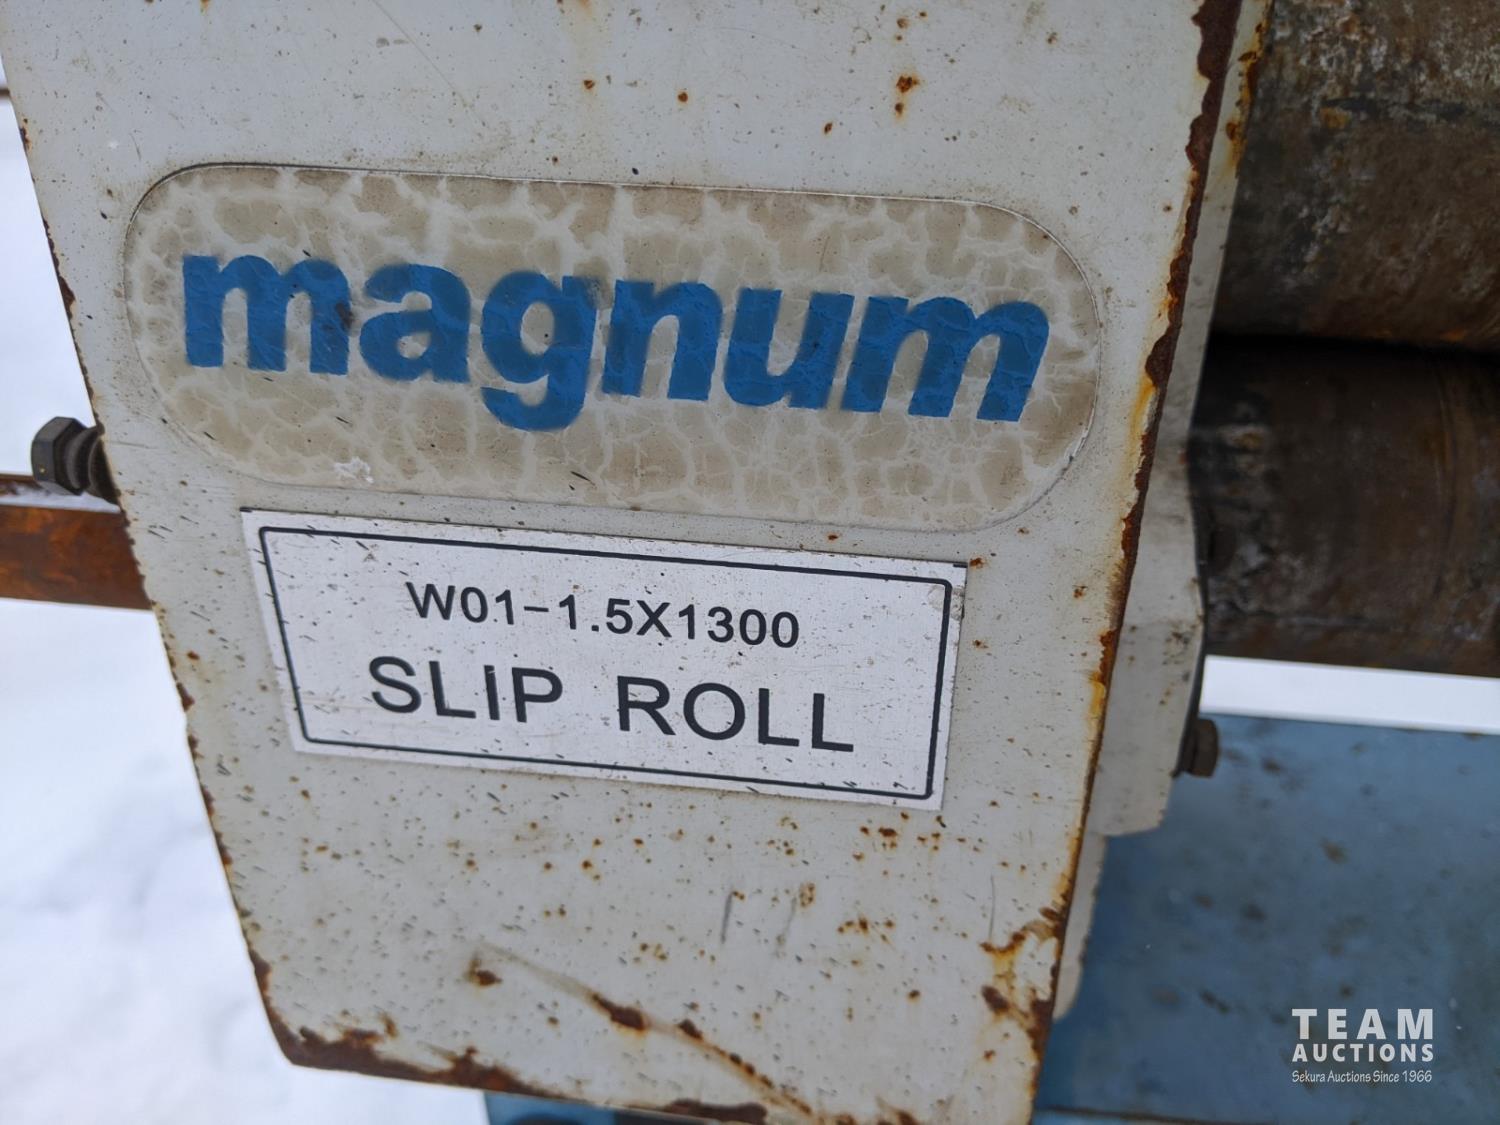 magnum
W01-1.5X1300
SLIP ROLL
TEAM
AUCTIONS
Sekura Auctions Since 1966